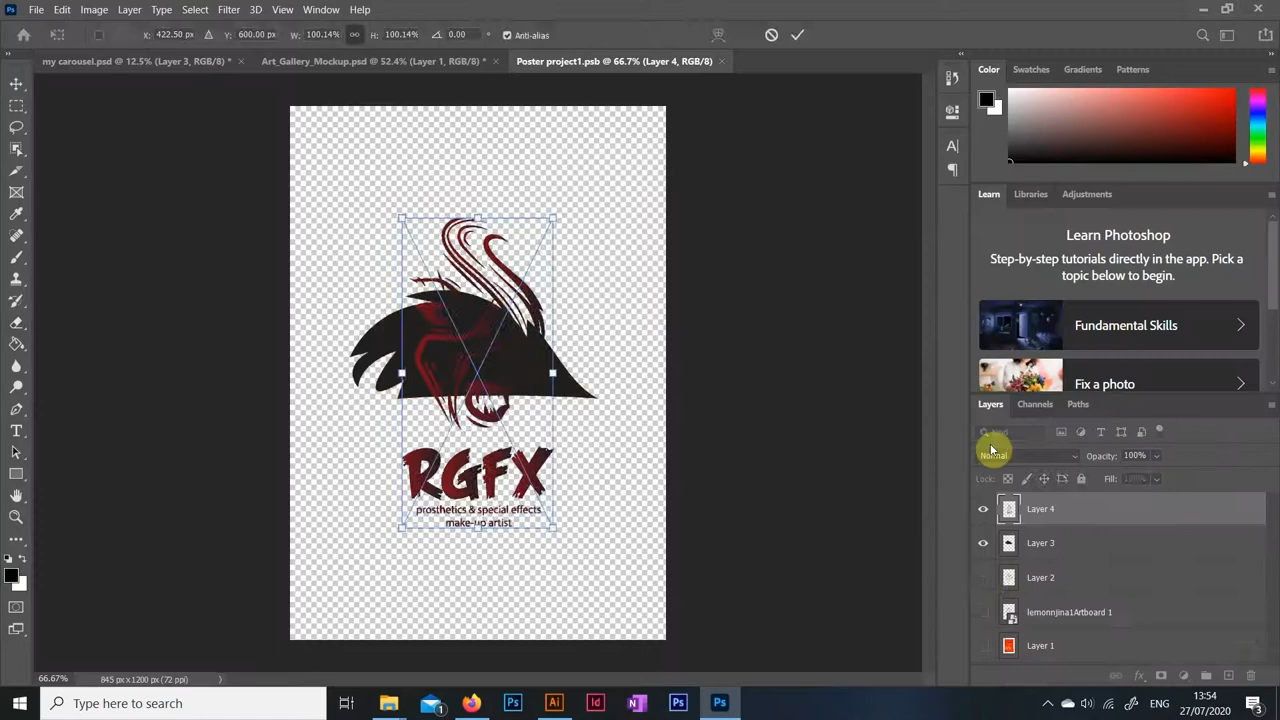 File Edit Image Layer Type Select Filter 3D View Window Help
X: 422.50 px Y: 600.00 px W: 100.14% H: 100.14% 0.00 ° Anti-alias
my carousel.psd @ 12.5% (Layer 3, RGB/8) * Art_Gallery_Mockup.psd @ 52.4% (Layer 1, RGB/8) * Poster project1.psb @ 66.7% (Layer 4, RGB/8)
Color Swatches Gradients Patterns
Learn Libraries Adjustments
Learn Photoshop
Step-by-step tutorials directly in the app. Pick a
topic below to begin.
Fundamental Skills
Fix a photo
Layers Channels Paths
Normal Opacity: 100%
Lock: Fill: 100%
Layer 4
Layer 3
Layer 2
lemonnjina1Artboard 1
Layer 1
RGFX
prosthetics & special effects
make-up artist
66.67% 845 px x 1200 px (72 ppi)
Type here to search
ENG
13:54
27/07/2020